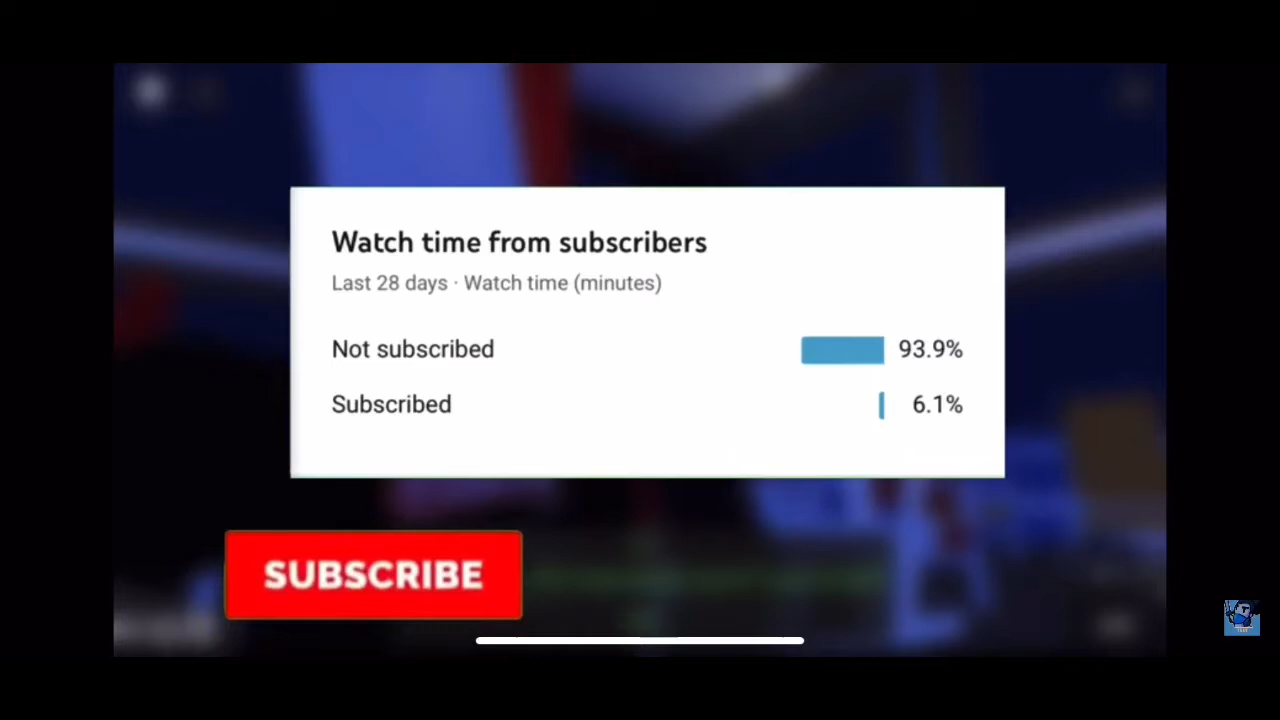 Watch time from subscribers
Last 28 days · Watch time (minutes)
Not subscribed 93.9%
Subscribed 6.1%
SUBSCRIBE